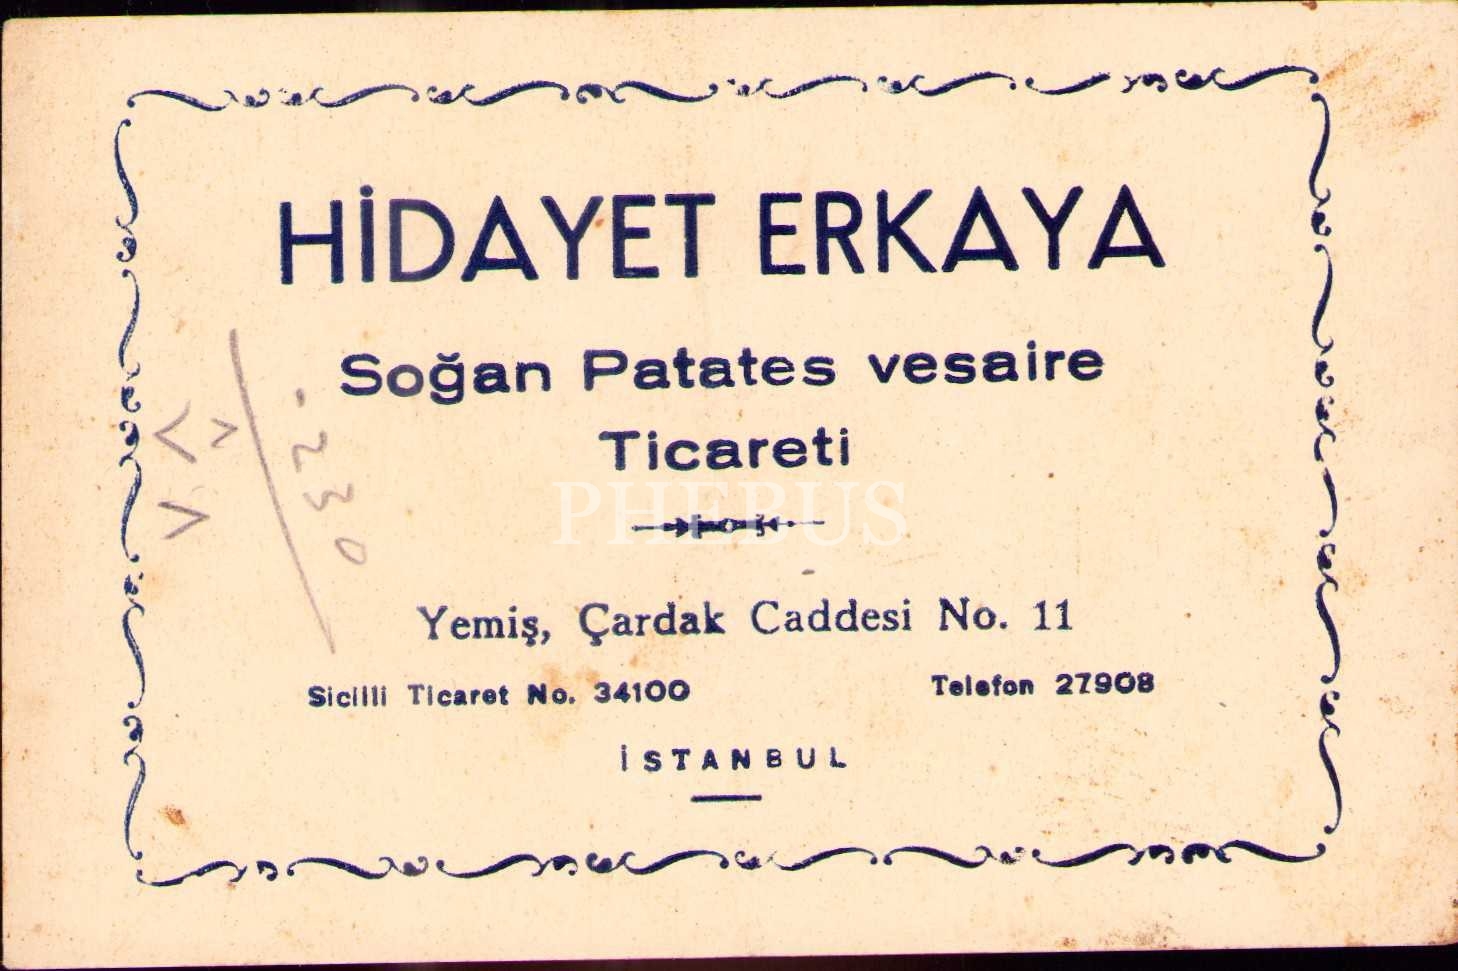 HİDAYET ERKAYA
Soğan Patates vesaire
Ticareti
PHEBUS
Yemiş, Çardak Caddesi No. 11
Sicilli Ticaret No. 34100 Telefon 27908
İSTANBUL
230